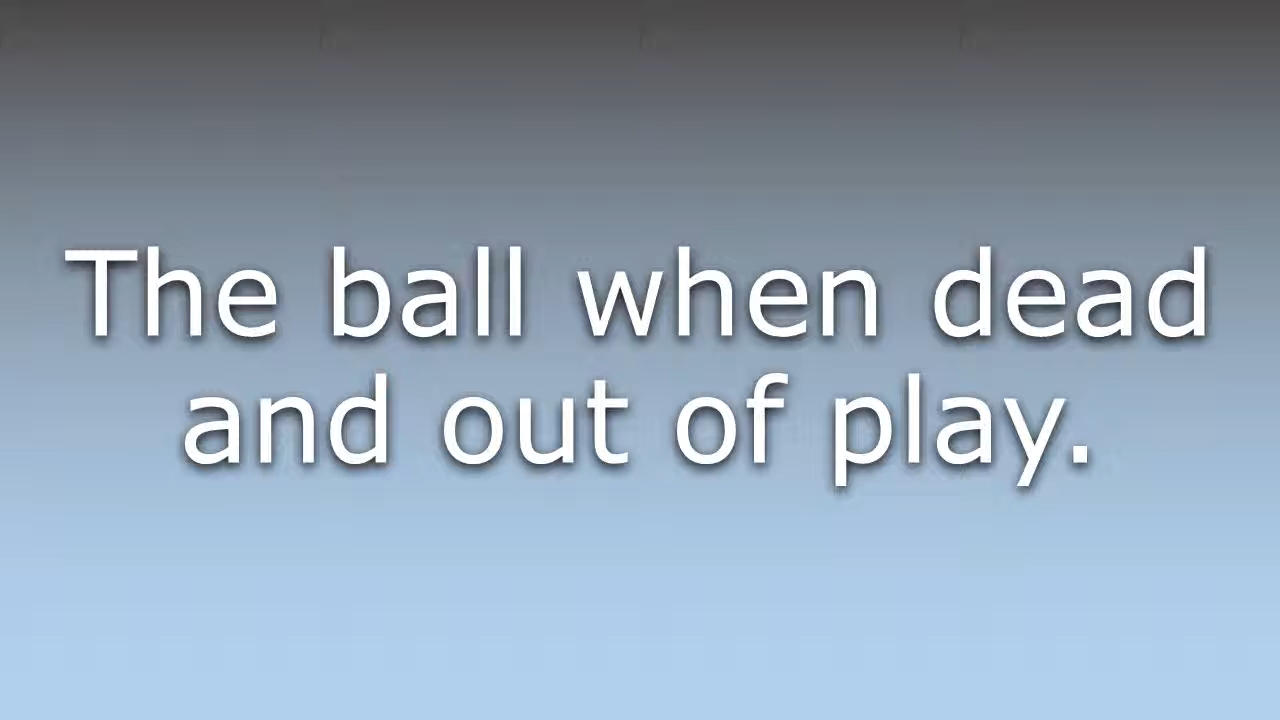 The ball when dead
and out of play.